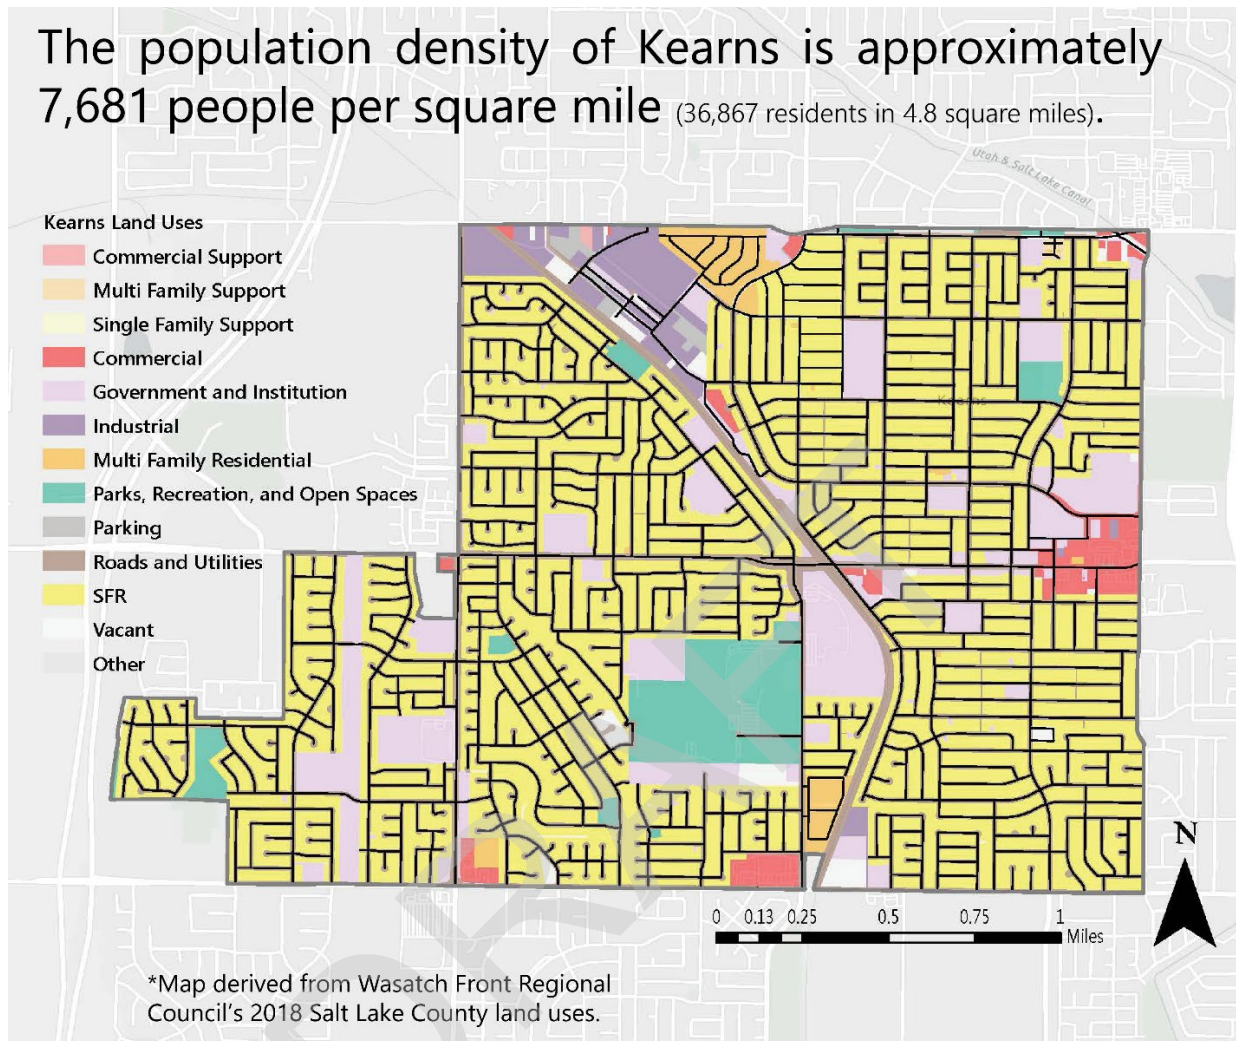 The population density of Kearns is approximately
7,681 people per square mile (36,867 residents in 4.8 square miles).
Utah & Salt Lake Canal
Kearns Land Uses
Commercial Support
Multi Family Support
Single Family Support
Commercial
Government and Institution
Industrial
Multi Family Residential
Parks, Recreation, and Open Spaces
Parking
Roads and Utilities
SFR
Vacant
Other
Kearns
DRAFT
N
0 0.13 0.25 0.5 0.75 1
Miles
*Map derived from Wasatch Front Regional
Council's 2018 Salt Lake County land uses.